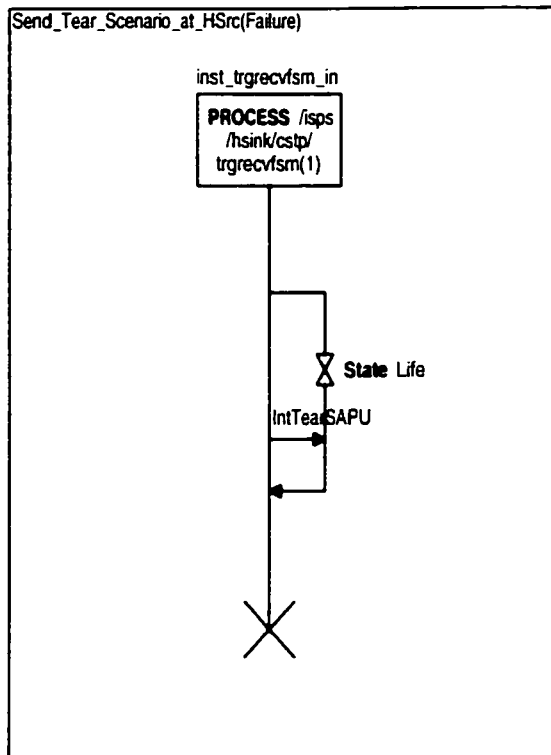 Send_Tear_Scenario_at_HSrc(Failure)
inst_trgrecvfsm_in
PROCESS /isps
/hsink/cstp/
trgrecvfsm(1)
State Life
IntTearSAPU